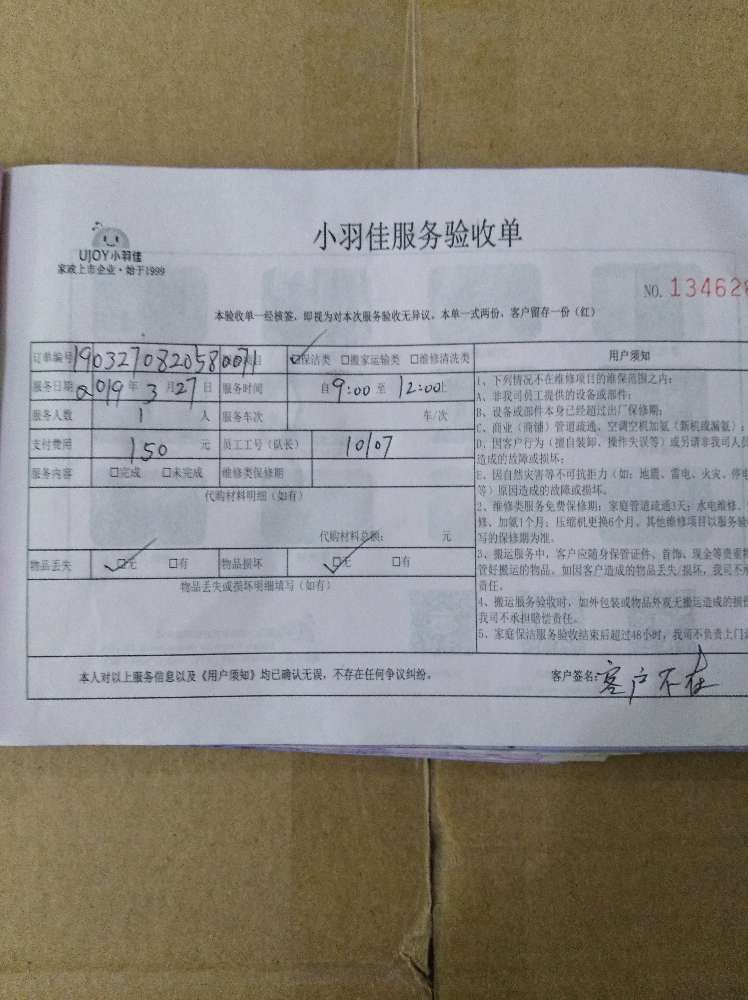 UJOY小羽佳
家政上市企业·始于1999
小羽佳服务验收单
NO. 134628
本验收单一经核签,即视为对本次服务验收无异议。本单一式两份、客户留存一份(红)
订单编号 1903270820580071 项目 ☑保洁类 □搬家运输类 □维修清洗类
服务日期 2019 年 3 月 27 日 服务时间 自 9:00 至 12:00止
服务人数 1 人 服务车次 车/次
支付费用 150 元 员工工号(队长) 10107
服务内容 □完成 □未完成 维修类保修期
代购材料明细(如有)
代购材料总额: 元
物品丢失 ☑无 □有 物品损坏 ☑无 □有
物品丢失或损坏明细填写(如有)
用户须知
1、下列情况不在维修项目的维保范围之内:
A、非我司员工提供的设备或部件;
B、设备或部件本身已经超过出厂保修期;
C、商业(商铺)管道疏通、空调空机加氨(新机或漏氨);
D、因客户行为(擅自装卸、操作失误等)或另请非我司人员
造成的故障或损坏;
E、因自然灾害等不可抗拒力(如:地震、雷电、火灾、停电
等)原因造成的故障或损坏。
2、维修类服务免费保修期:家庭管道疏通3天;水电维修、
修、加氨1个月;压缩机更换6个月。其他维修项目以服务验
写的保修期为准。
3、搬运服务中,客户应随身保管证件、首饰、现金等贵重物
管好搬运的物品。如因客户造成的物品丢失/损坏,我司不承
责任。
4、搬运服务验收时,如外包装或物品外观无搬运造成的损
我司不承担赔偿责任。
5、家庭保洁服务验收结束后超过48小时,我司不负责上门
本人对以上服务信息以及《用户须知》均已确认无误,不存在任何争议纠纷。
客户签名: 客户不在